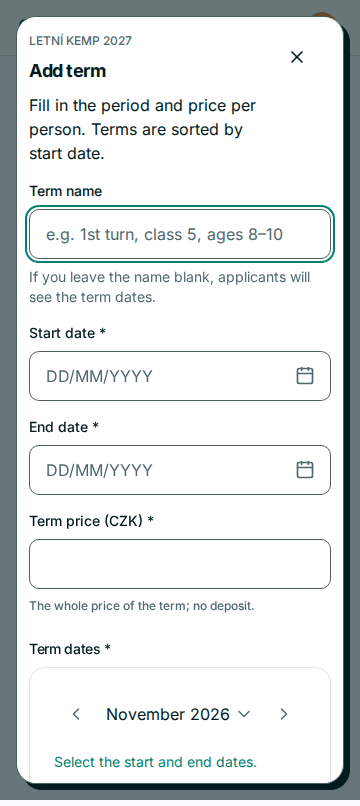 LETNÍ KEMP 2027
Add term
Fill in the period and price per
person. Terms are sorted by
start date.
Term name
e.g. 1st turn, class 5, ages 8–10
If you leave the name blank, applicants will
see the term dates.
Start date *
DD/MM/YYYY
End date *
DD/MM/YYYY
Term price (CZK) *
The whole price of the term; no deposit.
Term dates *
November 2026
Select the start and end dates.